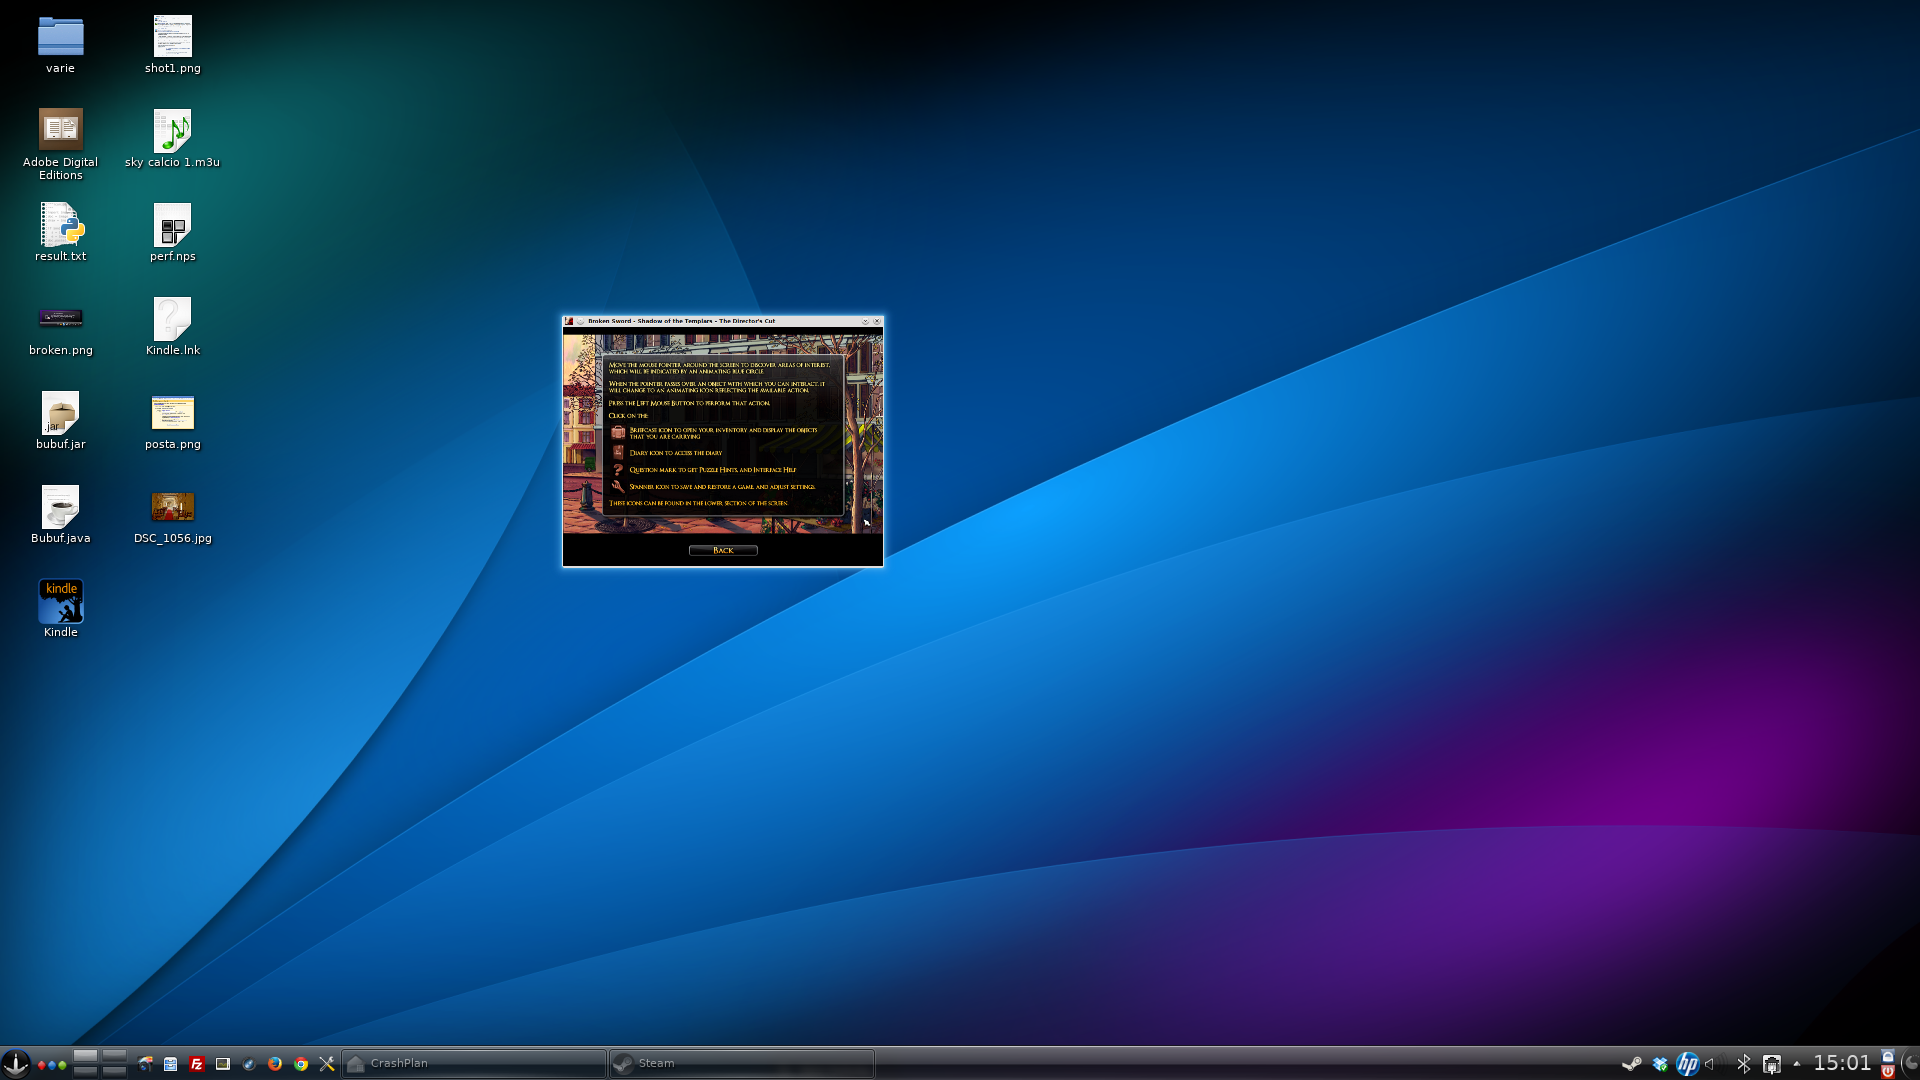 varie
shot1.png
Adobe Digital
Editions
sky calcio 1.m3u
result.txt
perf.nps
broken.png
Kindle.lnk
.jar
bubuf.jar
posta.png
Bubuf.java
DSC_1056.jpg
kindle
Kindle
Broken Sword - Shadow of the Templars - The Director's Cut
Move the mouse pointer around the screen to discover areas of interest,
which will be indicated by an animating blue circle.
When the pointer passes over an object with which you can interact, it
will change to an animating icon reflecting the available action.
Press the Left Mouse Button to perform that action.
Click on the:
Briefcase icon to open your inventory and display the objects
that you are carrying
Diary icon to access the diary
Question mark to get Puzzle Hints, and Interface Help
Spanner icon to save and restore a game and adjust settings.
These icons can be found in the lower section of the screen.
Back
Fz
CrashPlan
Steam
hp
15:01